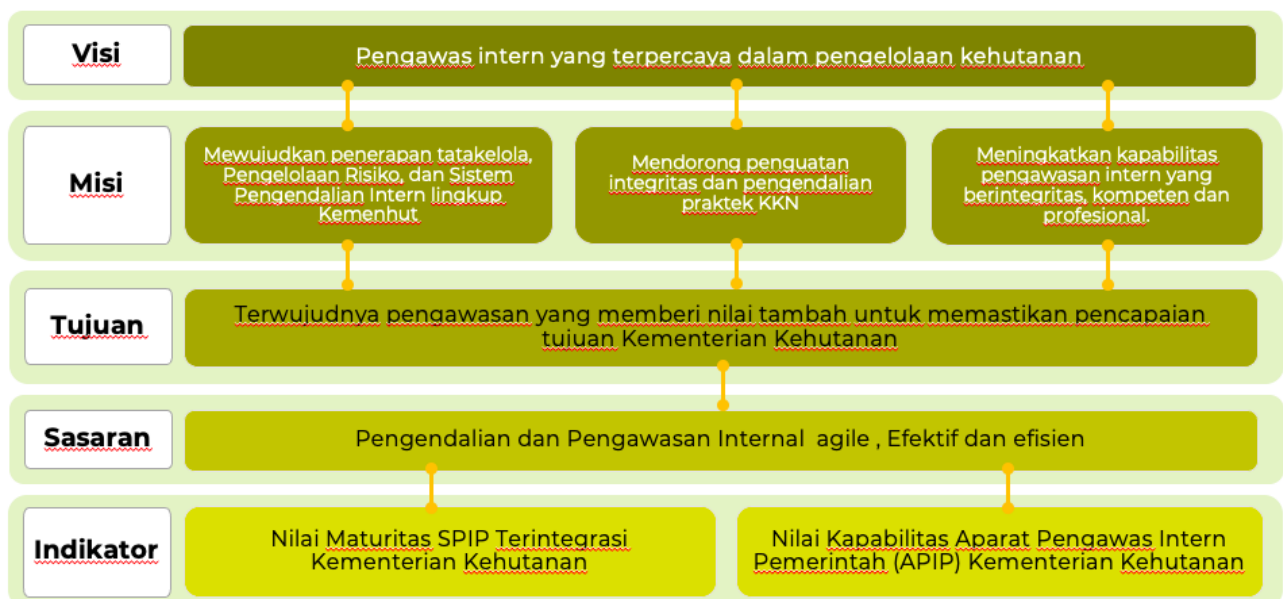 Visi
Pengawas intern yang terpercaya dalam pengelolaan kehutanan
Misi
Mewujudkan penerapan tatakelola,
Pengelolaan Risiko, dan Sistem
Pengendalian Intern lingkup
Kemenhut
Mendorong penguatan
integritas dan pengendalian
praktek KKN
Meningkatkan kapabilitas
pengawasan intern yang
berintegritas, kompeten dan
profesional.
Tujuan
Terwujudnya pengawasan yang memberi nilai tambah untuk memastikan pencapaian
tujuan Kementerian Kehutanan
Sasaran
Pengendalian dan Pengawasan Internal  agile , Efektif dan efisien
Indikator
Nilai Maturitas SPIP Terintegrasi
Kementerian Kehutanan
Nilai Kapabilitas Aparat Pengawas Intern
Pemerintah (APIP) Kementerian Kehutanan